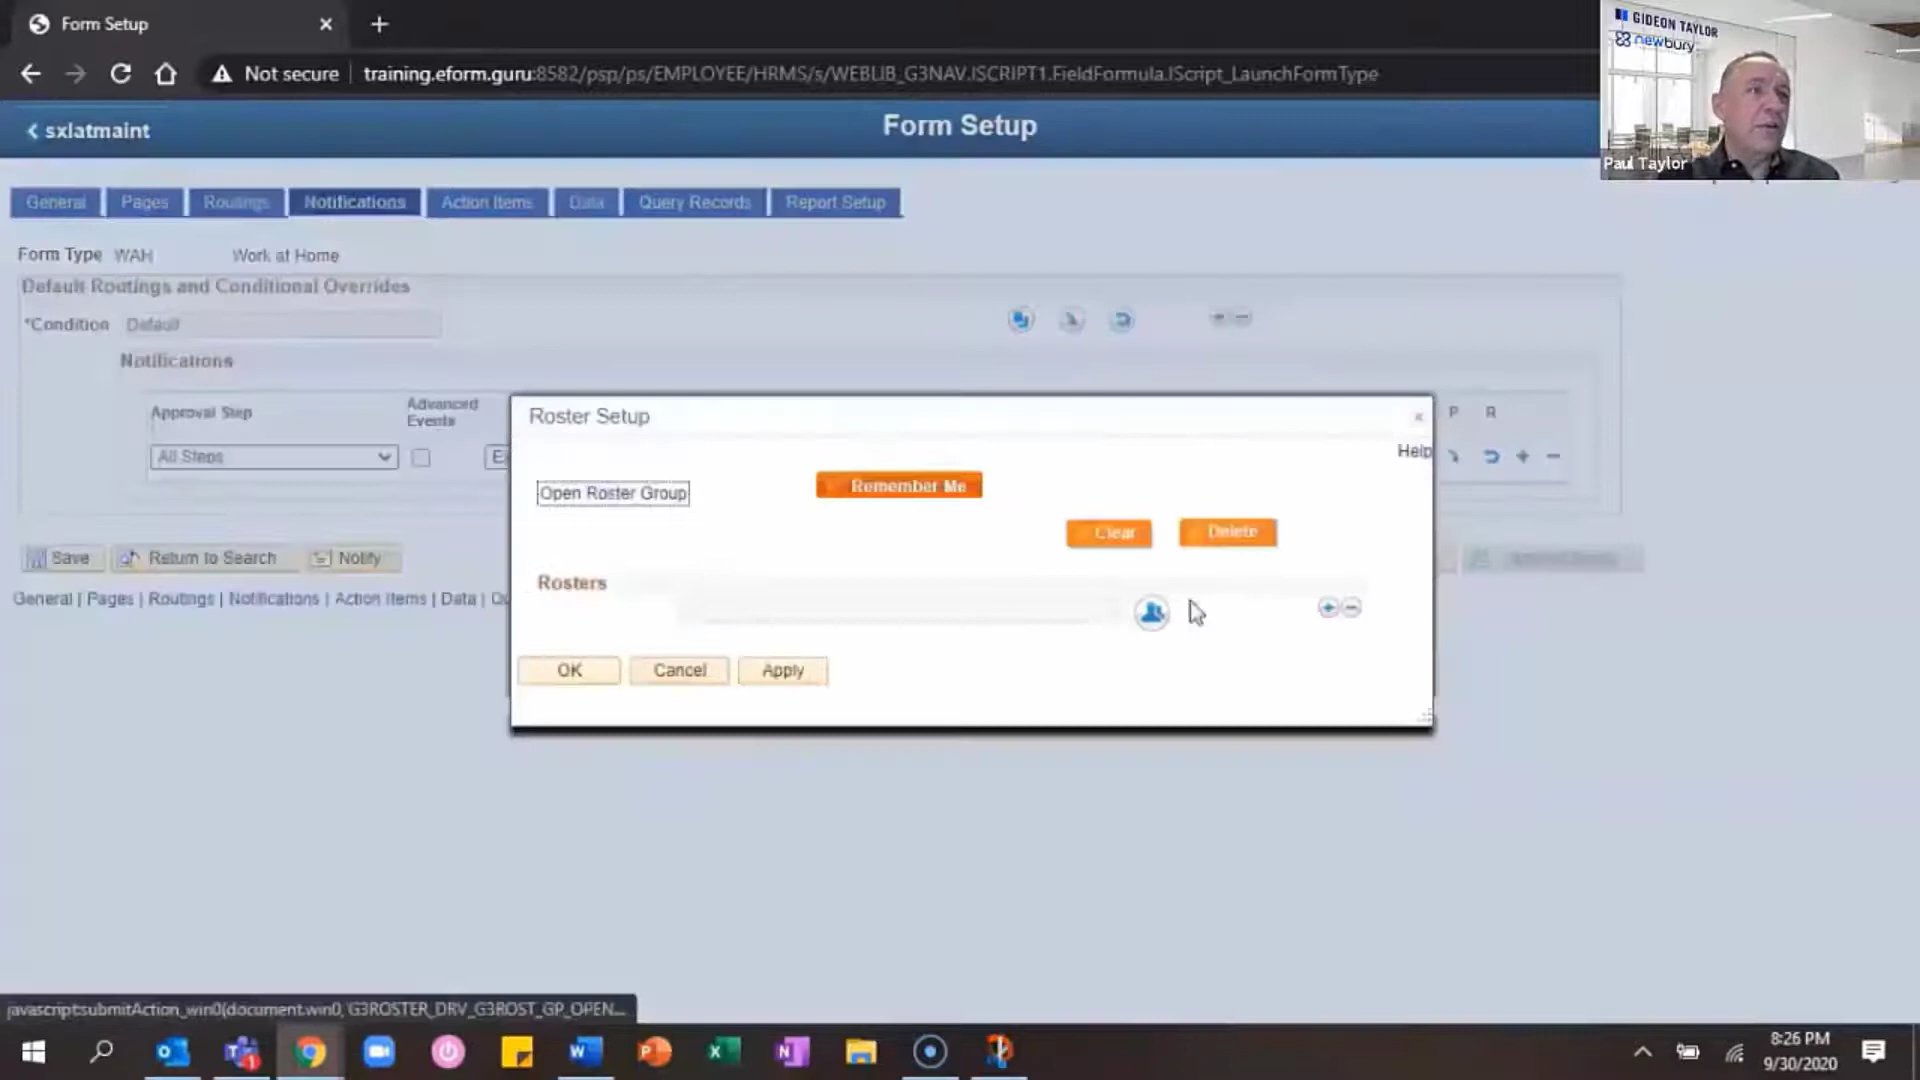 Form Setup
Not secure training.eform.guru:8582/psp/ps/EMPLOYEE/HRMS/s/WEBLIB_G3NAV.ISCRIPT1.FieldFormula.IScript_LaunchFormType
GIDEON TAYLOR
newbury
Paul Taylor
sxlatmaint
Form Setup
General Pages Routings Notifications Action Items Data Query Records Report Setup
Form Type WAH Work at Home
Default Routings and Conditional Overrides
*Condition Default
Notifications
Approval Step
Advanced Events
P R
All Steps
Roster Setup
Help
Open Roster Group
Remember Me
Clear Delete
Rosters
OK Cancel Apply
Save Return to Search Notify
General | Pages | Routings | Notifications | Action Items | Data |
javascript:submitAction_win0(document.win0,'G3ROSTER_DRV_G3ROST_GP_OPEN...
8:26 PM
9/30/2020